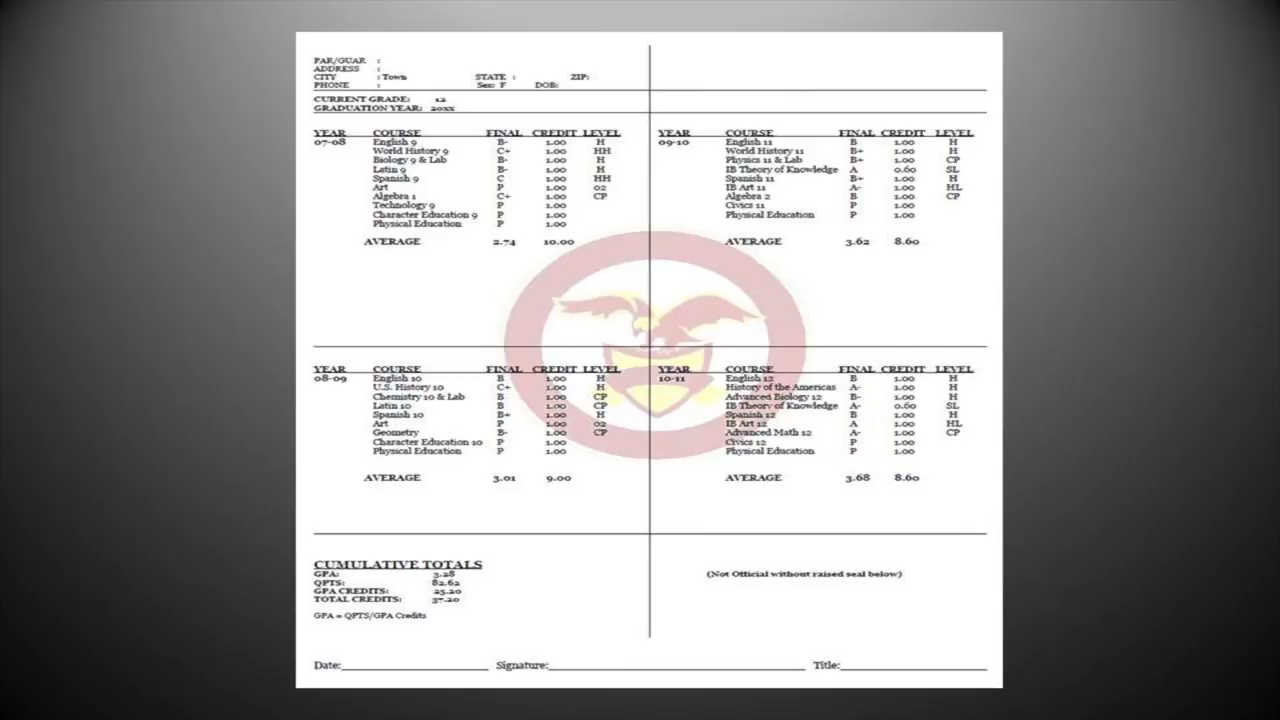 PAR/GUAR :
ADDRESS :
CITY : Town STATE : ZIP:
PHONE : Sex: F DOB:
CURRENT GRADE: 12
GRADUATION YEAR: 20xx
YEAR COURSE FINAL CREDIT LEVEL
07-08 English 9 B- 1.00 H
World History 9 C+ 1.00 HH
Biology 9 & Lab B- 1.00 H
Latin 9 B- 1.00 H
Spanish 9 C 1.00 HH
Art P 1.00 02
Algebra 1 C+ 1.00 CP
Technology 9 P 1.00
Character Education 9 P 1.00
Physical Education P 1.00
AVERAGE 2.74 10.00
YEAR COURSE FINAL CREDIT LEVEL
09-10 English 11 B 1.00 H
World History 11 B+ 1.00 H
Physics 11 & Lab B+ 1.00 CP
IB Theory of Knowledge A 0.60 SL
Spanish 11 B+ 1.00 H
IB Art 11 A- 1.00 HL
Algebra 2 B 1.00 CP
Civics 11 P 1.00
Physical Education P 1.00
AVERAGE 3.62 8.60
YEAR COURSE FINAL CREDIT LEVEL
08-09 English 10 B 1.00 H
U.S. History 10 C+ 1.00 H
Chemistry 10 & Lab B 1.00 CP
Latin 10 B 1.00 CP
Spanish 10 B+ 1.00 H
Art P 1.00 02
Geometry B- 1.00 CP
Character Education 10 P 1.00
Physical Education P 1.00
AVERAGE 3.01 9.00
YEAR COURSE FINAL CREDIT LEVEL
10-11 English 12 B 1.00 H
History of the Americas A- 1.00 H
Advanced Biology 12 B- 1.00 H
IB Theory of Knowledge A- 0.60 SL
Spanish 12 B 1.00 H
IB Art 12 A 1.00 HL
Advanced Math 12 A- 1.00 CP
Civics 12 P 1.00
Physical Education P 1.00
AVERAGE 3.68 8.60
CUMULATIVE TOTALS
GPA: 3.28
QPTS: 82.62
GPA CREDITS: 25.20
TOTAL CREDITS: 37.20
GPA = QPTS/GPA Credits
(Not Official without raised seal below)
Date: Signature: Title: